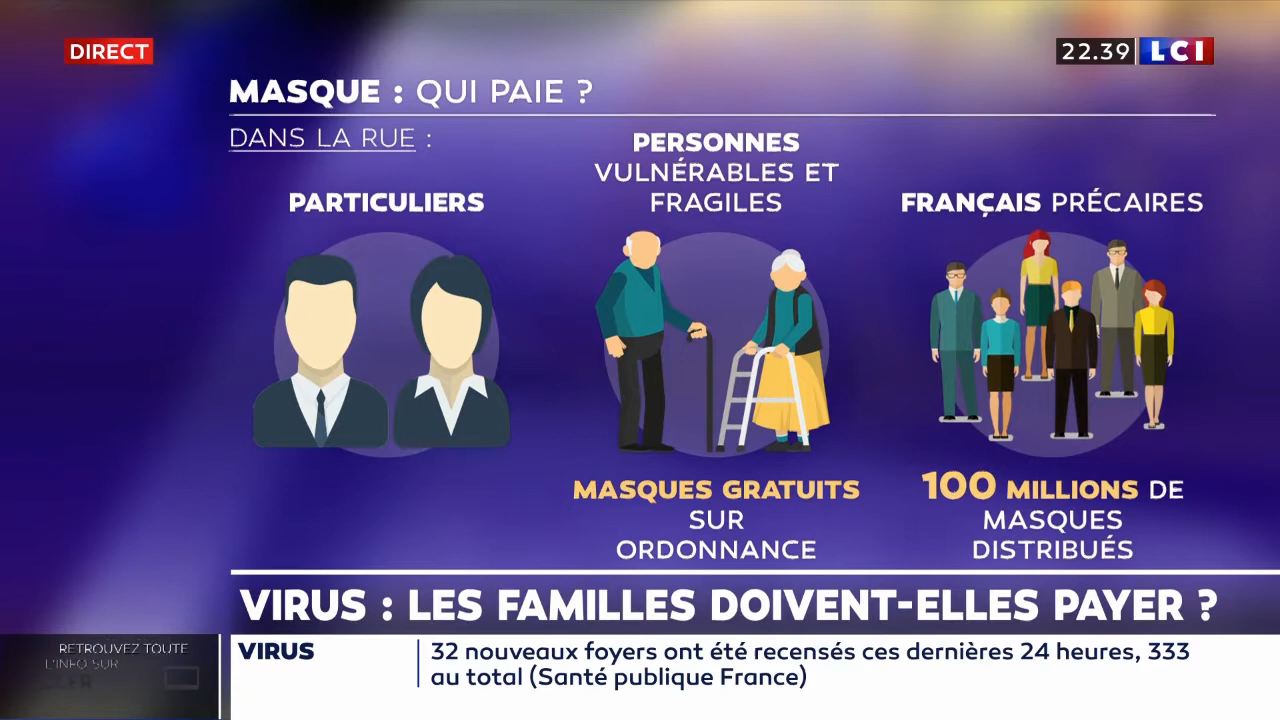 DIRECT
22.39 LCI
MASQUE : QUI PAIE ?
DANS LA RUE :
PARTICULIERS
PERSONNES
VULNÉRABLES ET
FRAGILES
FRANÇAIS PRÉCAIRES
MASQUES GRATUITS
SUR
ORDONNANCE
100 MILLIONS DE
MASQUES
DISTRIBUÉS
VIRUS : LES FAMILLES DOIVENT-ELLES PAYER ?
RETROUVEZ TOUTE
L'INFO SUR
VIRUS
32 nouveaux foyers ont été recensés ces dernières 24 heures, 333
au total (Santé publique France)